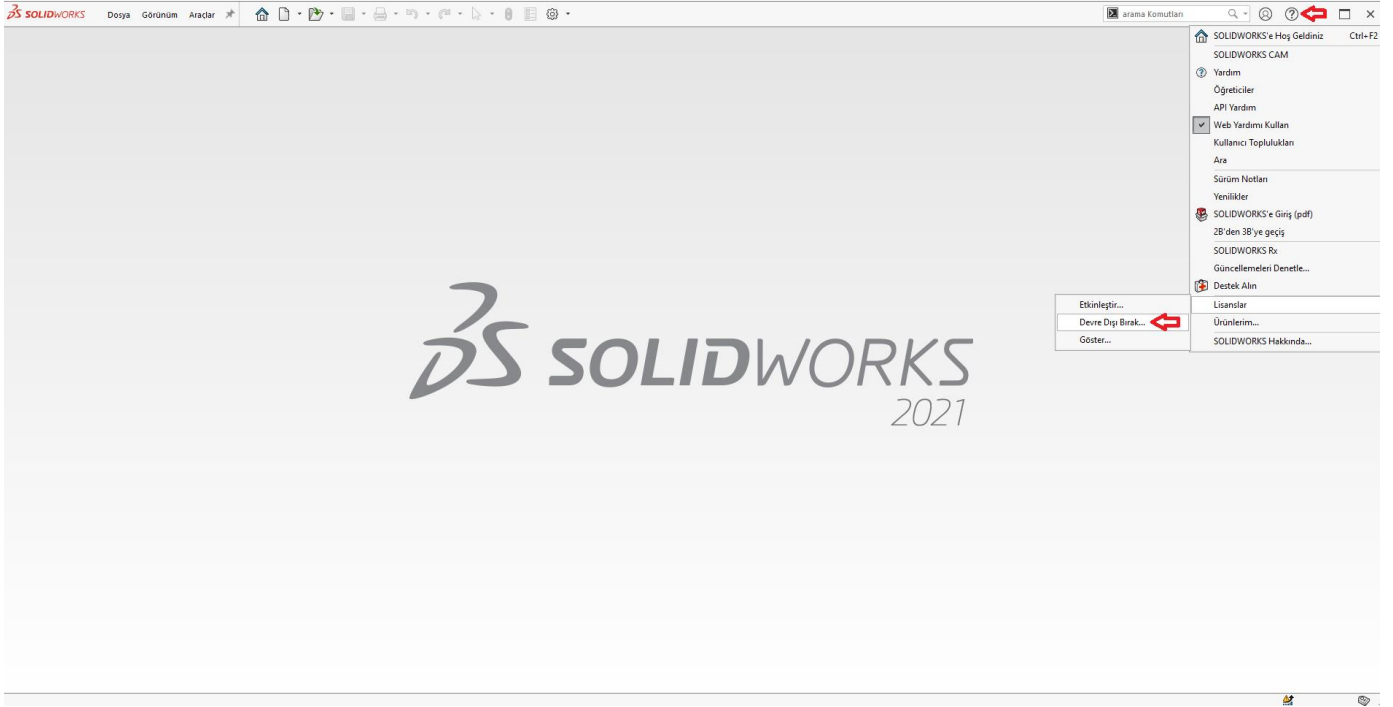 SOLIDWORKS Dosya Görünüm Araçlar arama Komutları
SOLIDWORKS'e Hoş Geldiniz Ctrl+F2
SOLIDWORKS CAM
Yardım
Öğreticiler
API Yardım
Web Yardımı Kullan
Kullanıcı Toplulukları
Ara
Sürüm Notları
Yenilikler
SOLIDWORKS'e Giriş (pdf)
2B'den 3B'ye geçiş
SOLIDWORKS Rx
Güncellemeleri Denetle...
Destek Alın
Lisanslar
Ürünlerim...
SOLIDWORKS Hakkında...
Etkinleştir...
Devre Dışı Bırak...
Göster...
SOLIDWORKS
2021